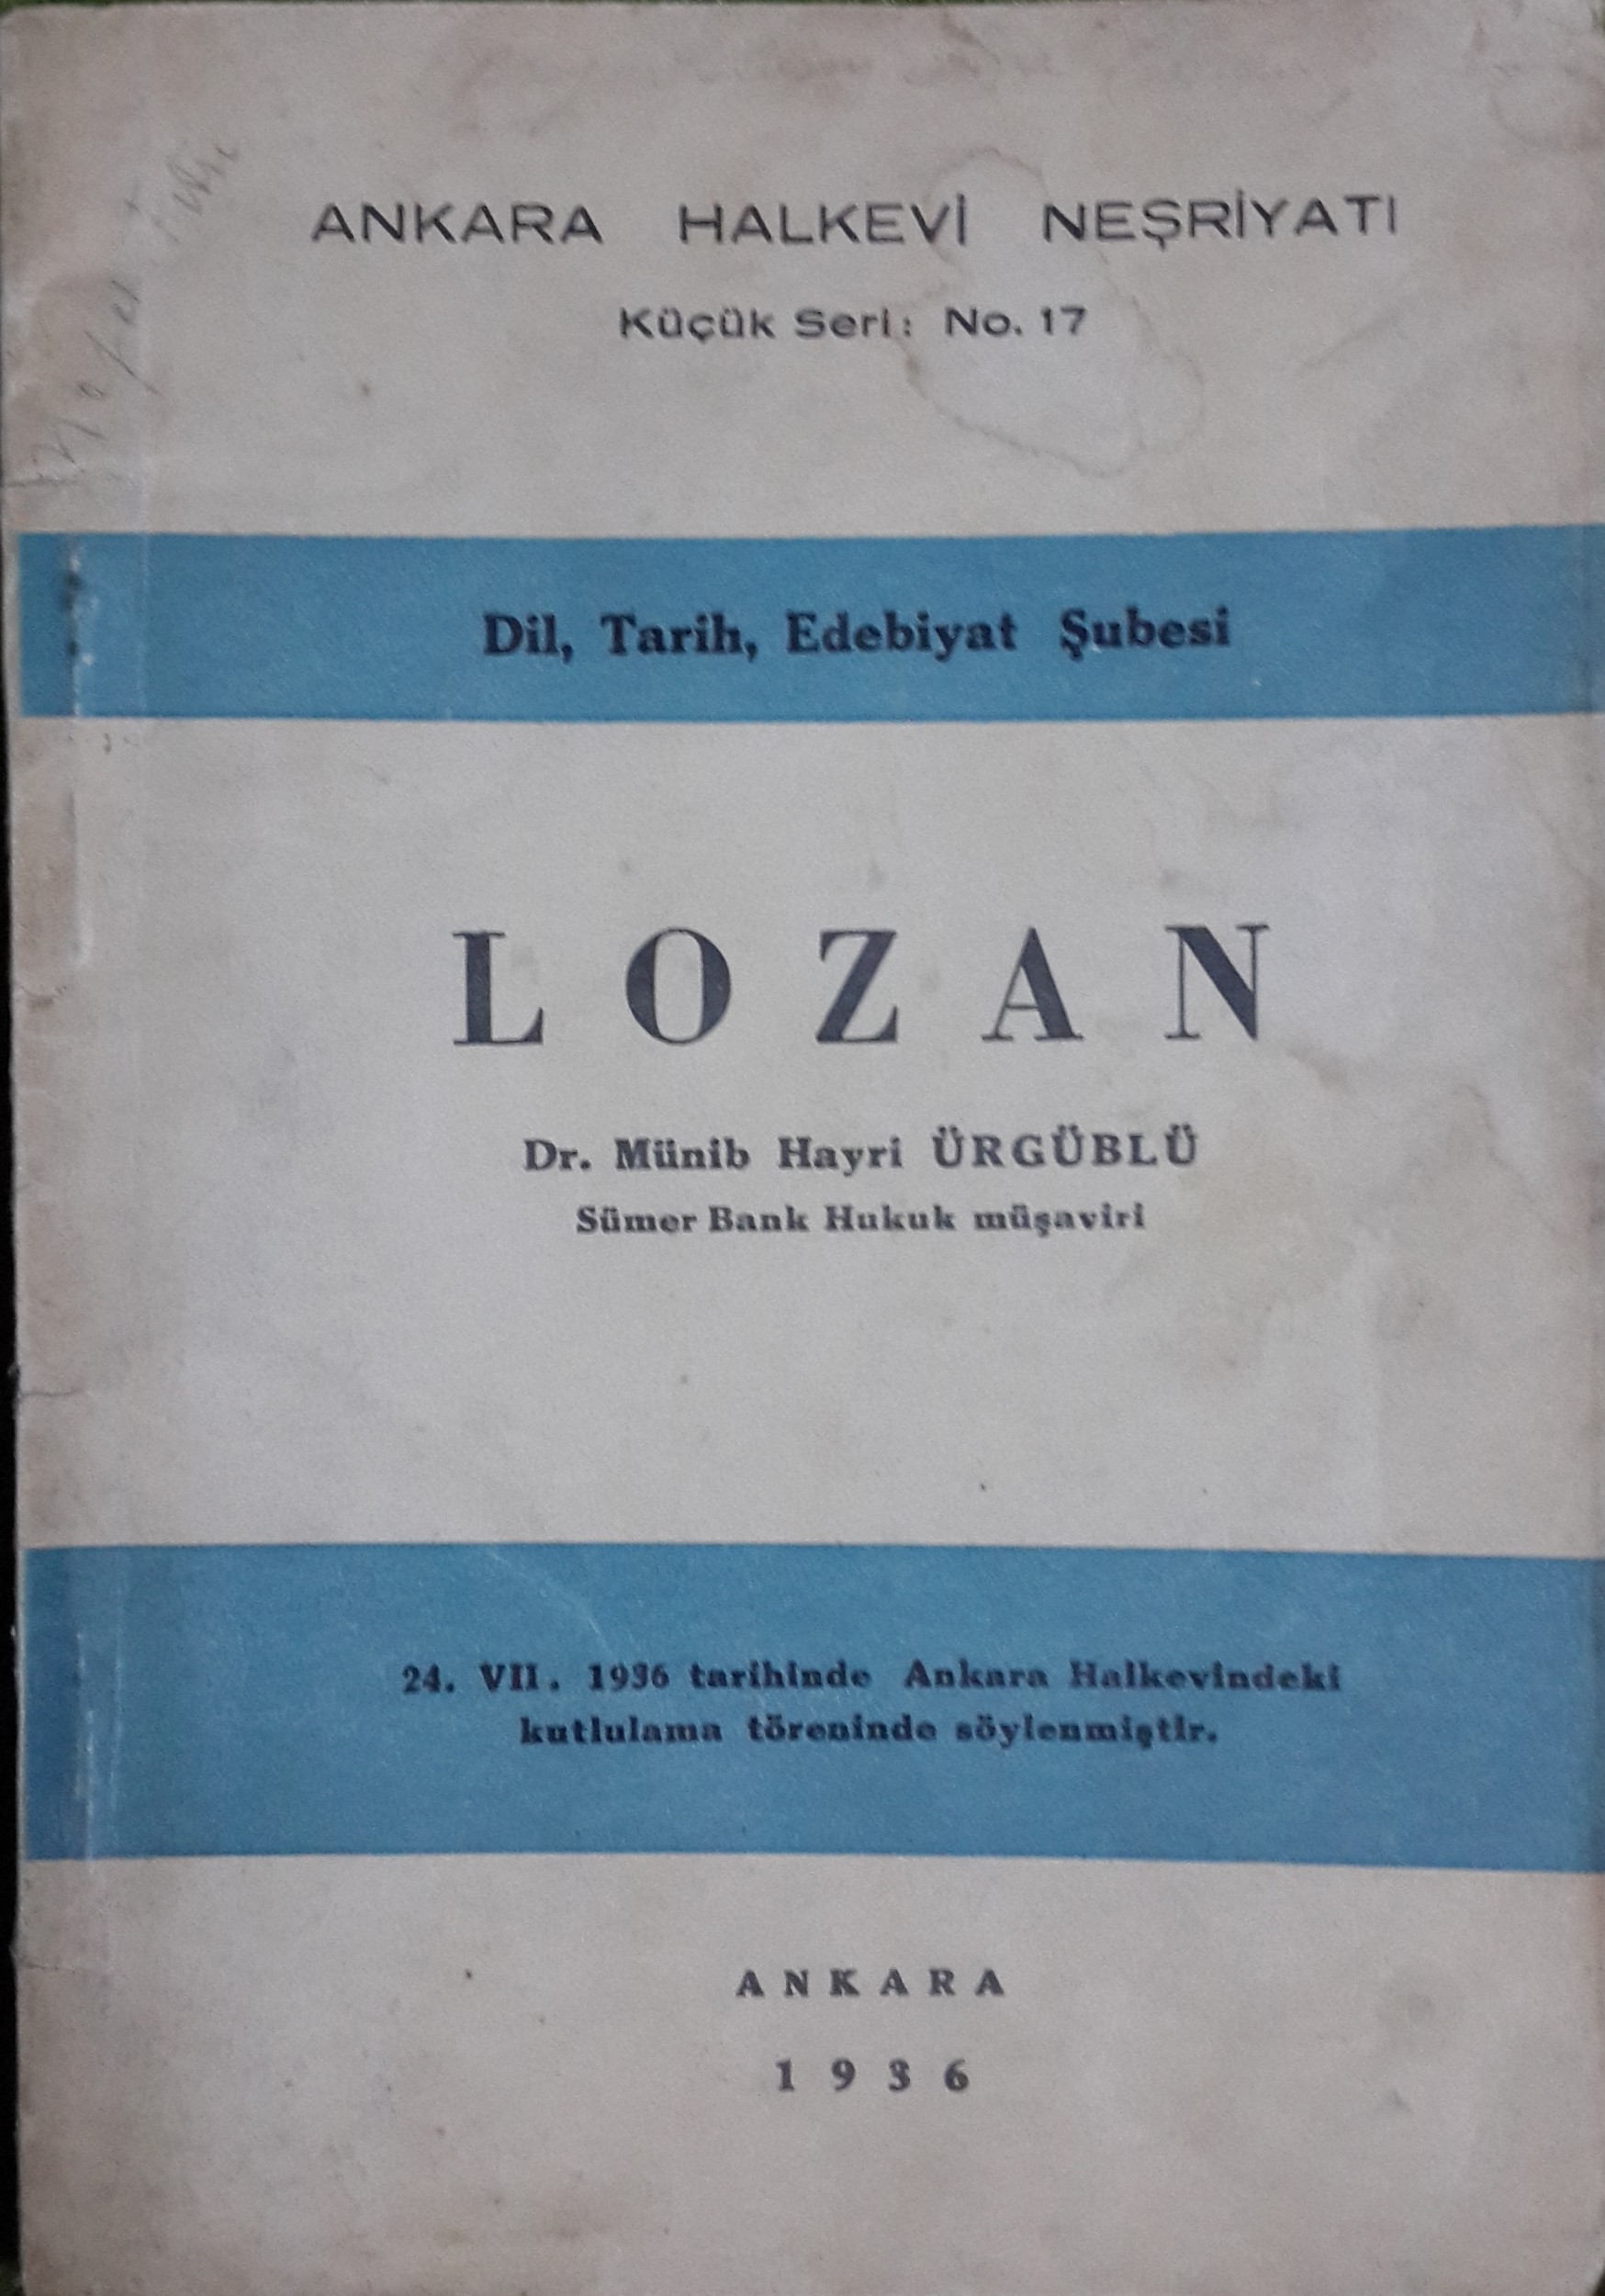 ANKARA HALKEVİ NEŞRİYATI
Küçük Seri: No. 17
Dil, Tarih, Edebiyat Şubesi
LOZAN
Dr. Münib Hayri ÜRGÜBLÜ
Sümer Bank Hukuk müşaviri
24. VII. 1936 tarihinde Ankara Halkevindeki
kutlulama töreninde söylenmiştir.
ANKARA
1936